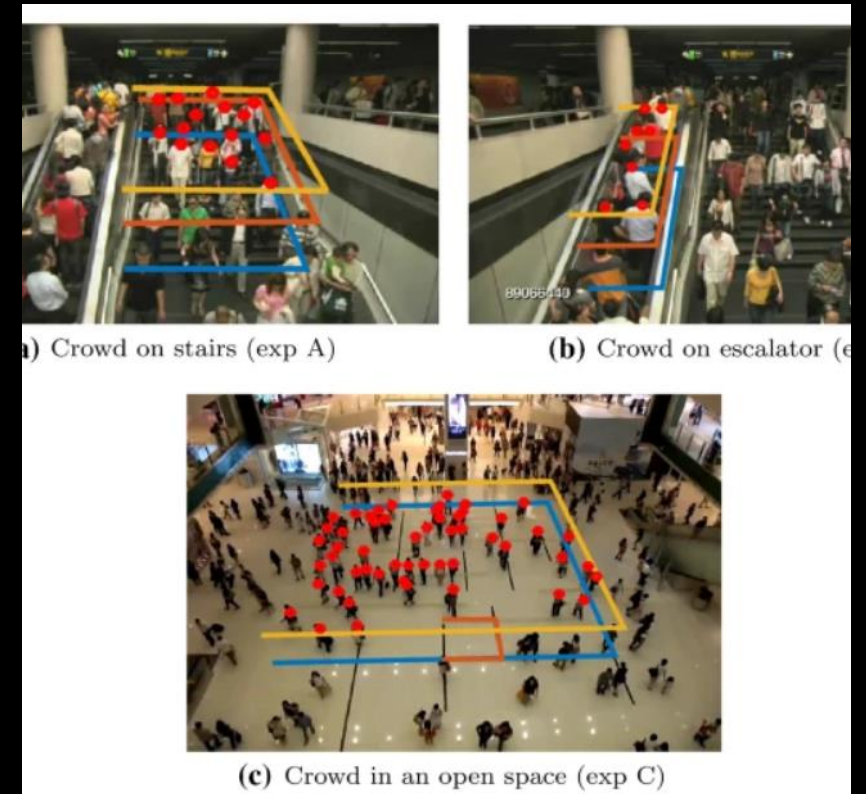 89066440
) Crowd on stairs (exp A)
(b) Crowd on escalator (e
(c) Crowd in an open space (exp C)